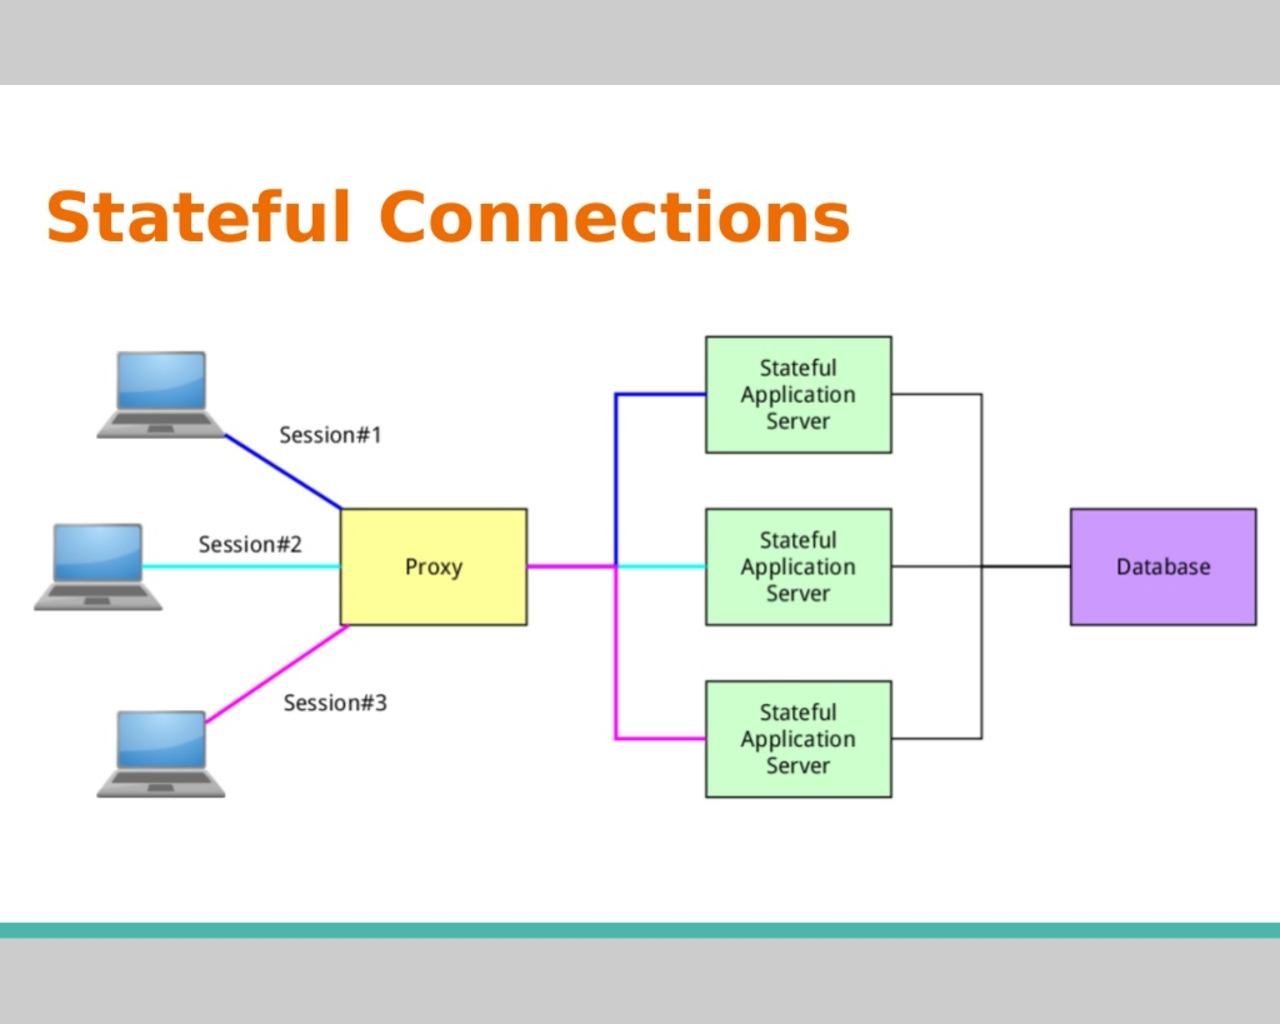 Stateful Connections
Session#1
Session#2
Session#3
Proxy
Stateful
Application
Server
Stateful
Application
Server
Stateful
Application
Server
Database